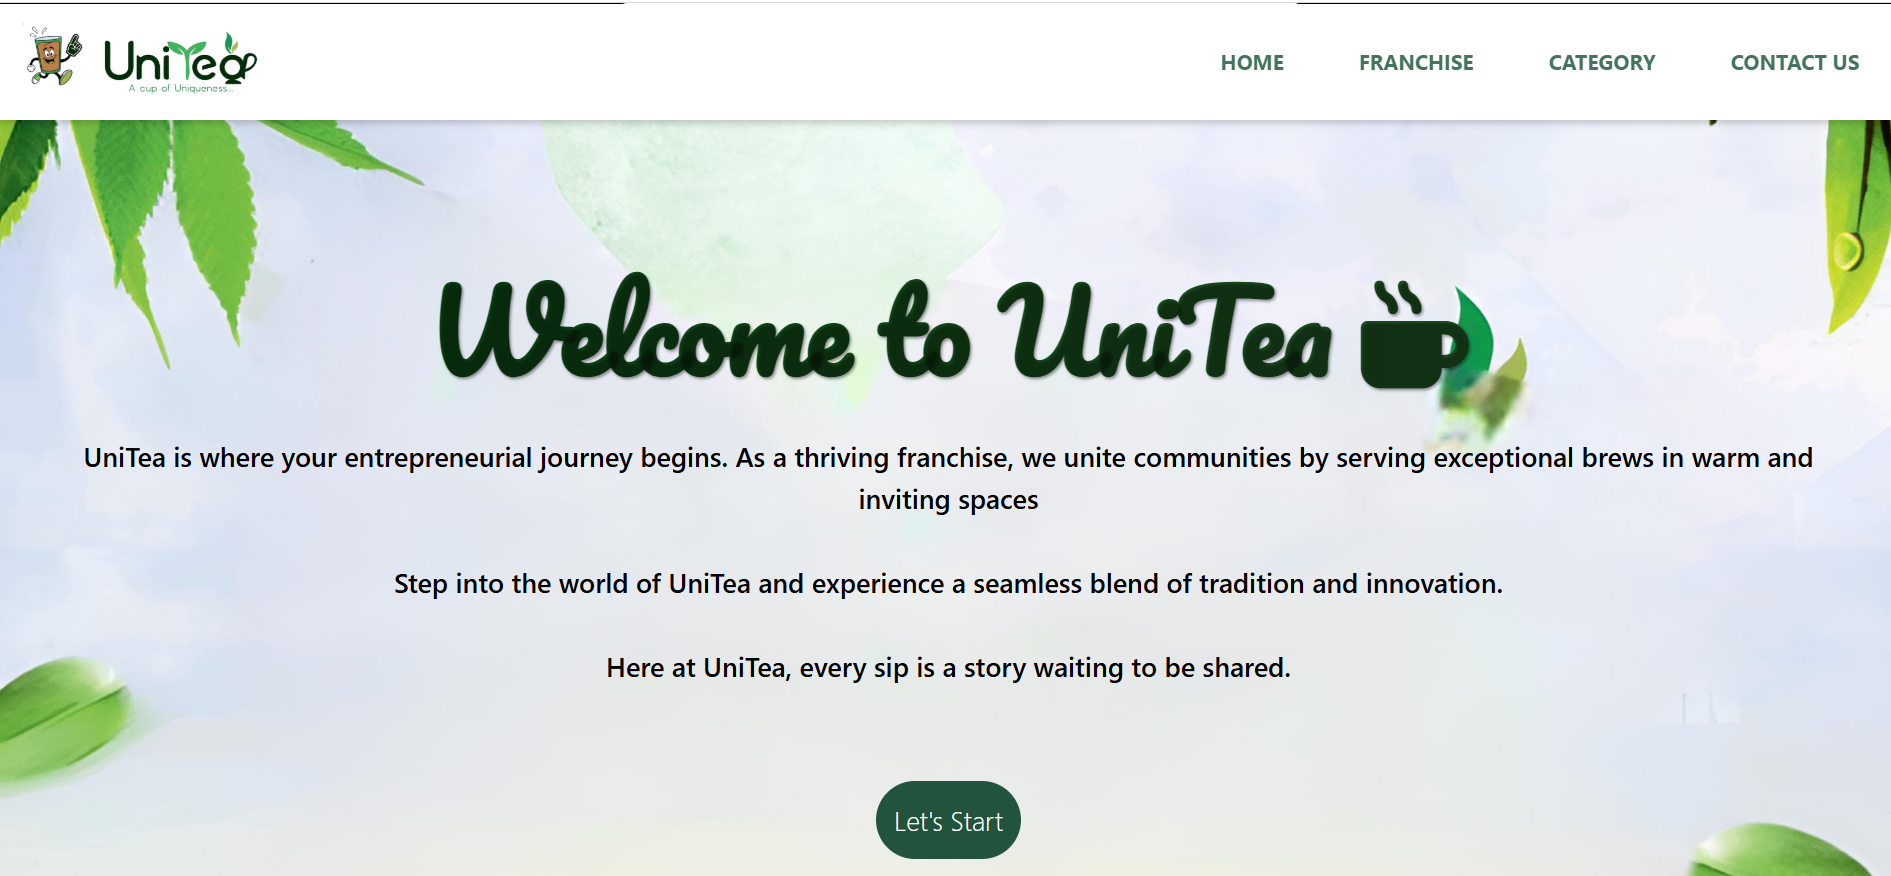 UniTea
A cup of Uniqueness...
HOME FRANCHISE CATEGORY CONTACT US
Welcome to UniTea
UniTea is where your entrepreneurial journey begins. As a thriving franchise, we unite communities by serving exceptional brews in warm and
inviting spaces
Step into the world of UniTea and experience a seamless blend of tradition and innovation.
Here at UniTea, every sip is a story waiting to be shared.
Let's Start